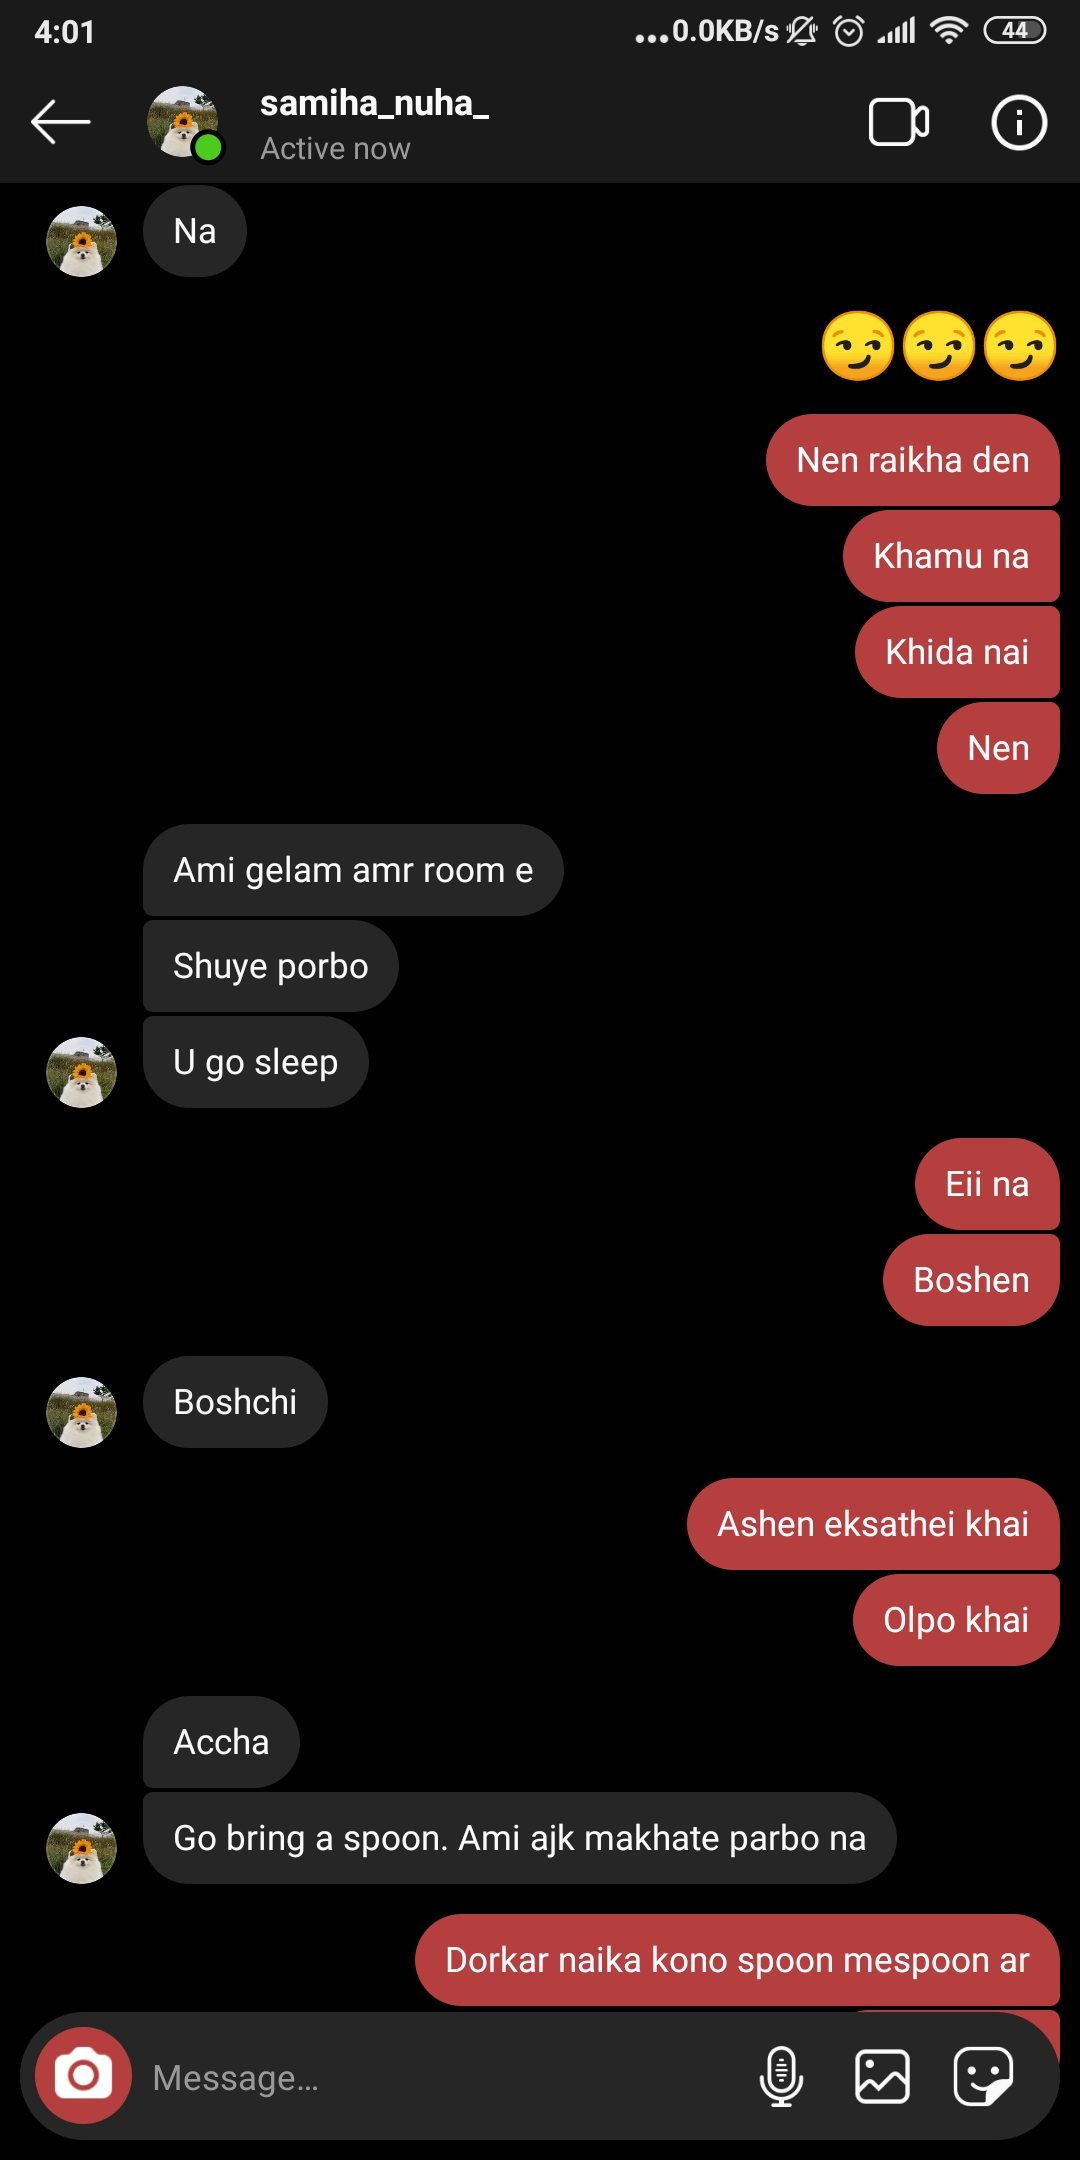 4:01
...0.0KB/s
44
samiha_nuha_
Active now
Na
😏😏😏
Nen raikha den
Khamu na
Khida nai
Nen
Ami gelam amr room e
Shuye porbo
U go sleep
Eii na
Boshen
Boshchi
Ashen eksathei khai
Olpo khai
Accha
Go bring a spoon. Ami ajk makhate parbo na
Dorkar naika kono spoon mespoon ar
Message...